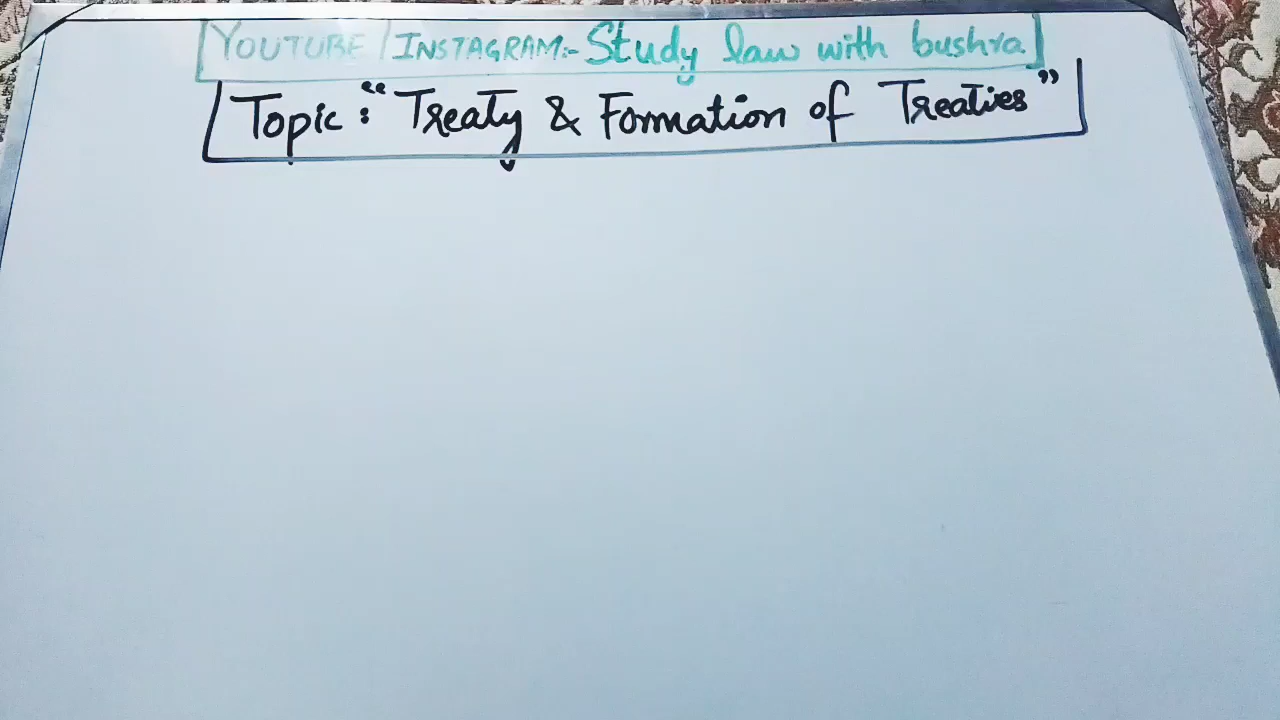 YOUTUBE / INSTAGRAM:- Study law with bushra
Topic : “Treaty & Formation of Treaties”